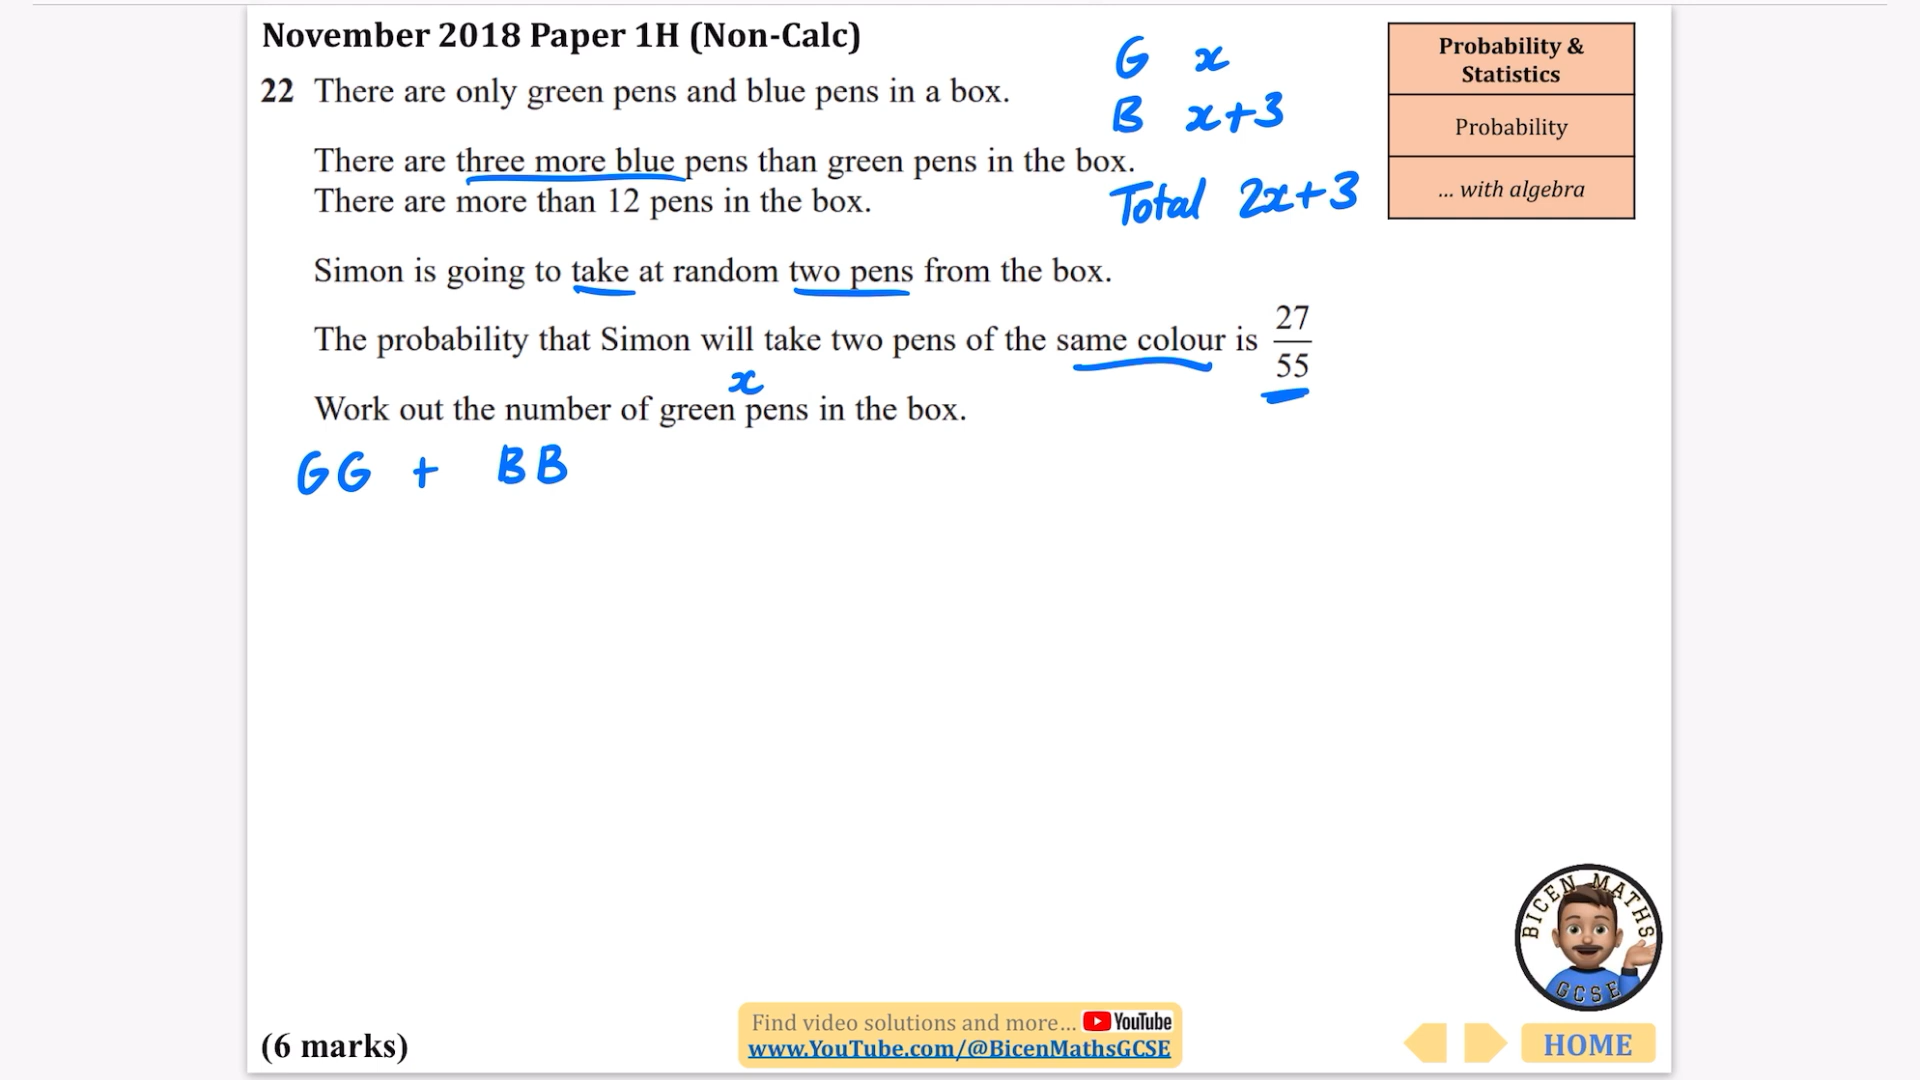 November 2018 Paper 1H (Non-Calc)
22 There are only green pens and blue pens in a box.
There are three more blue pens than green pens in the box.
There are more than 12 pens in the box.
Simon is going to take at random two pens from the box.
The probability that Simon will take two pens of the same colour is 27/55
x
Work out the number of green pens in the box.
GG + BB
G x
B x+3
Total 2x+3
Probability &
Statistics
Probability
... with algebra
BICEN MATHS
GCSE
(6 marks)
Find video solutions and more... YouTube
www.YouTube.com/@BicenMathsGCSE
HOME